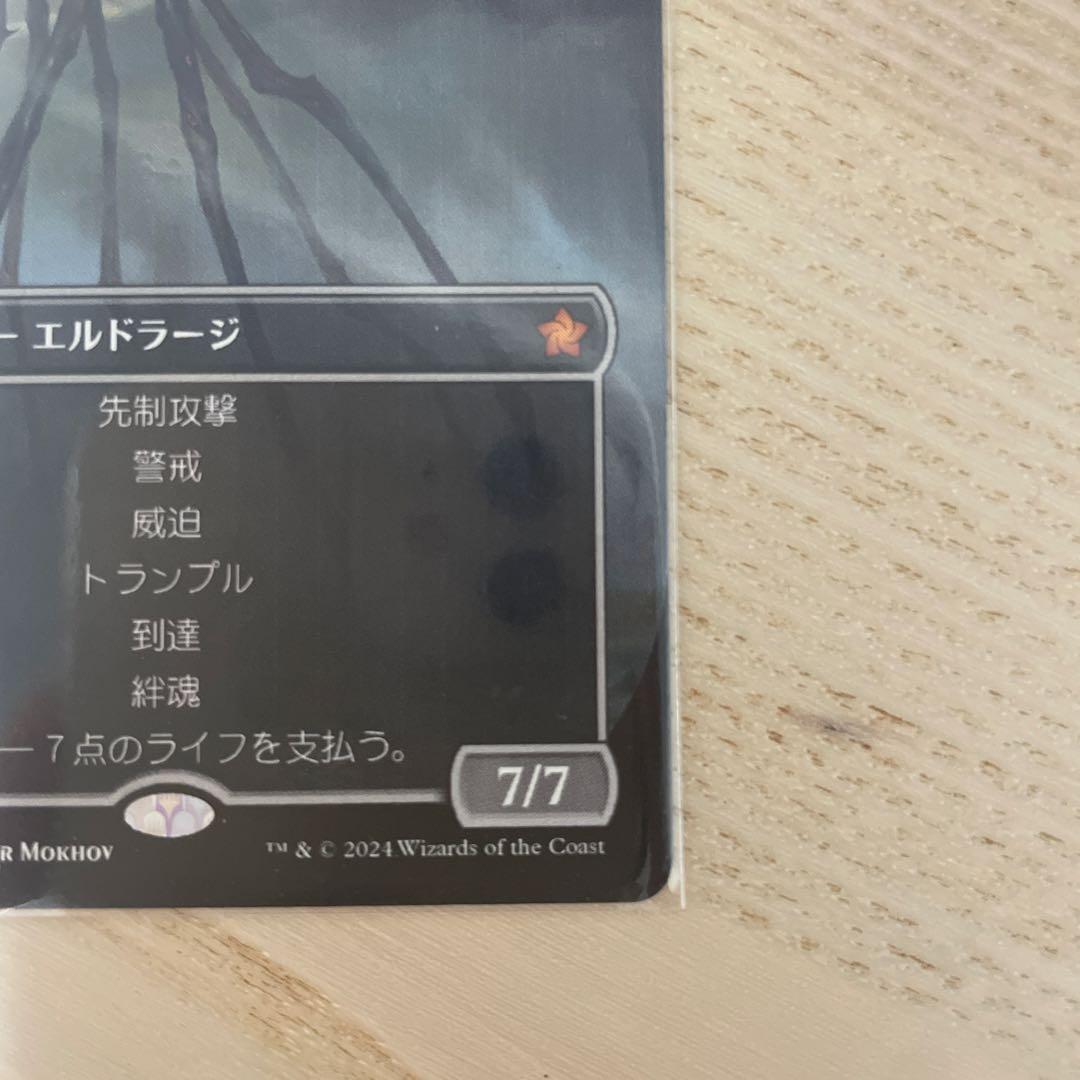 — エルドラージ
先制攻撃
警戒
威迫
トランプル
到達
絆魂
— 7点のライフを支払う。
7/7
R MOKHOV
™ & © 2024 Wizards of the Coast